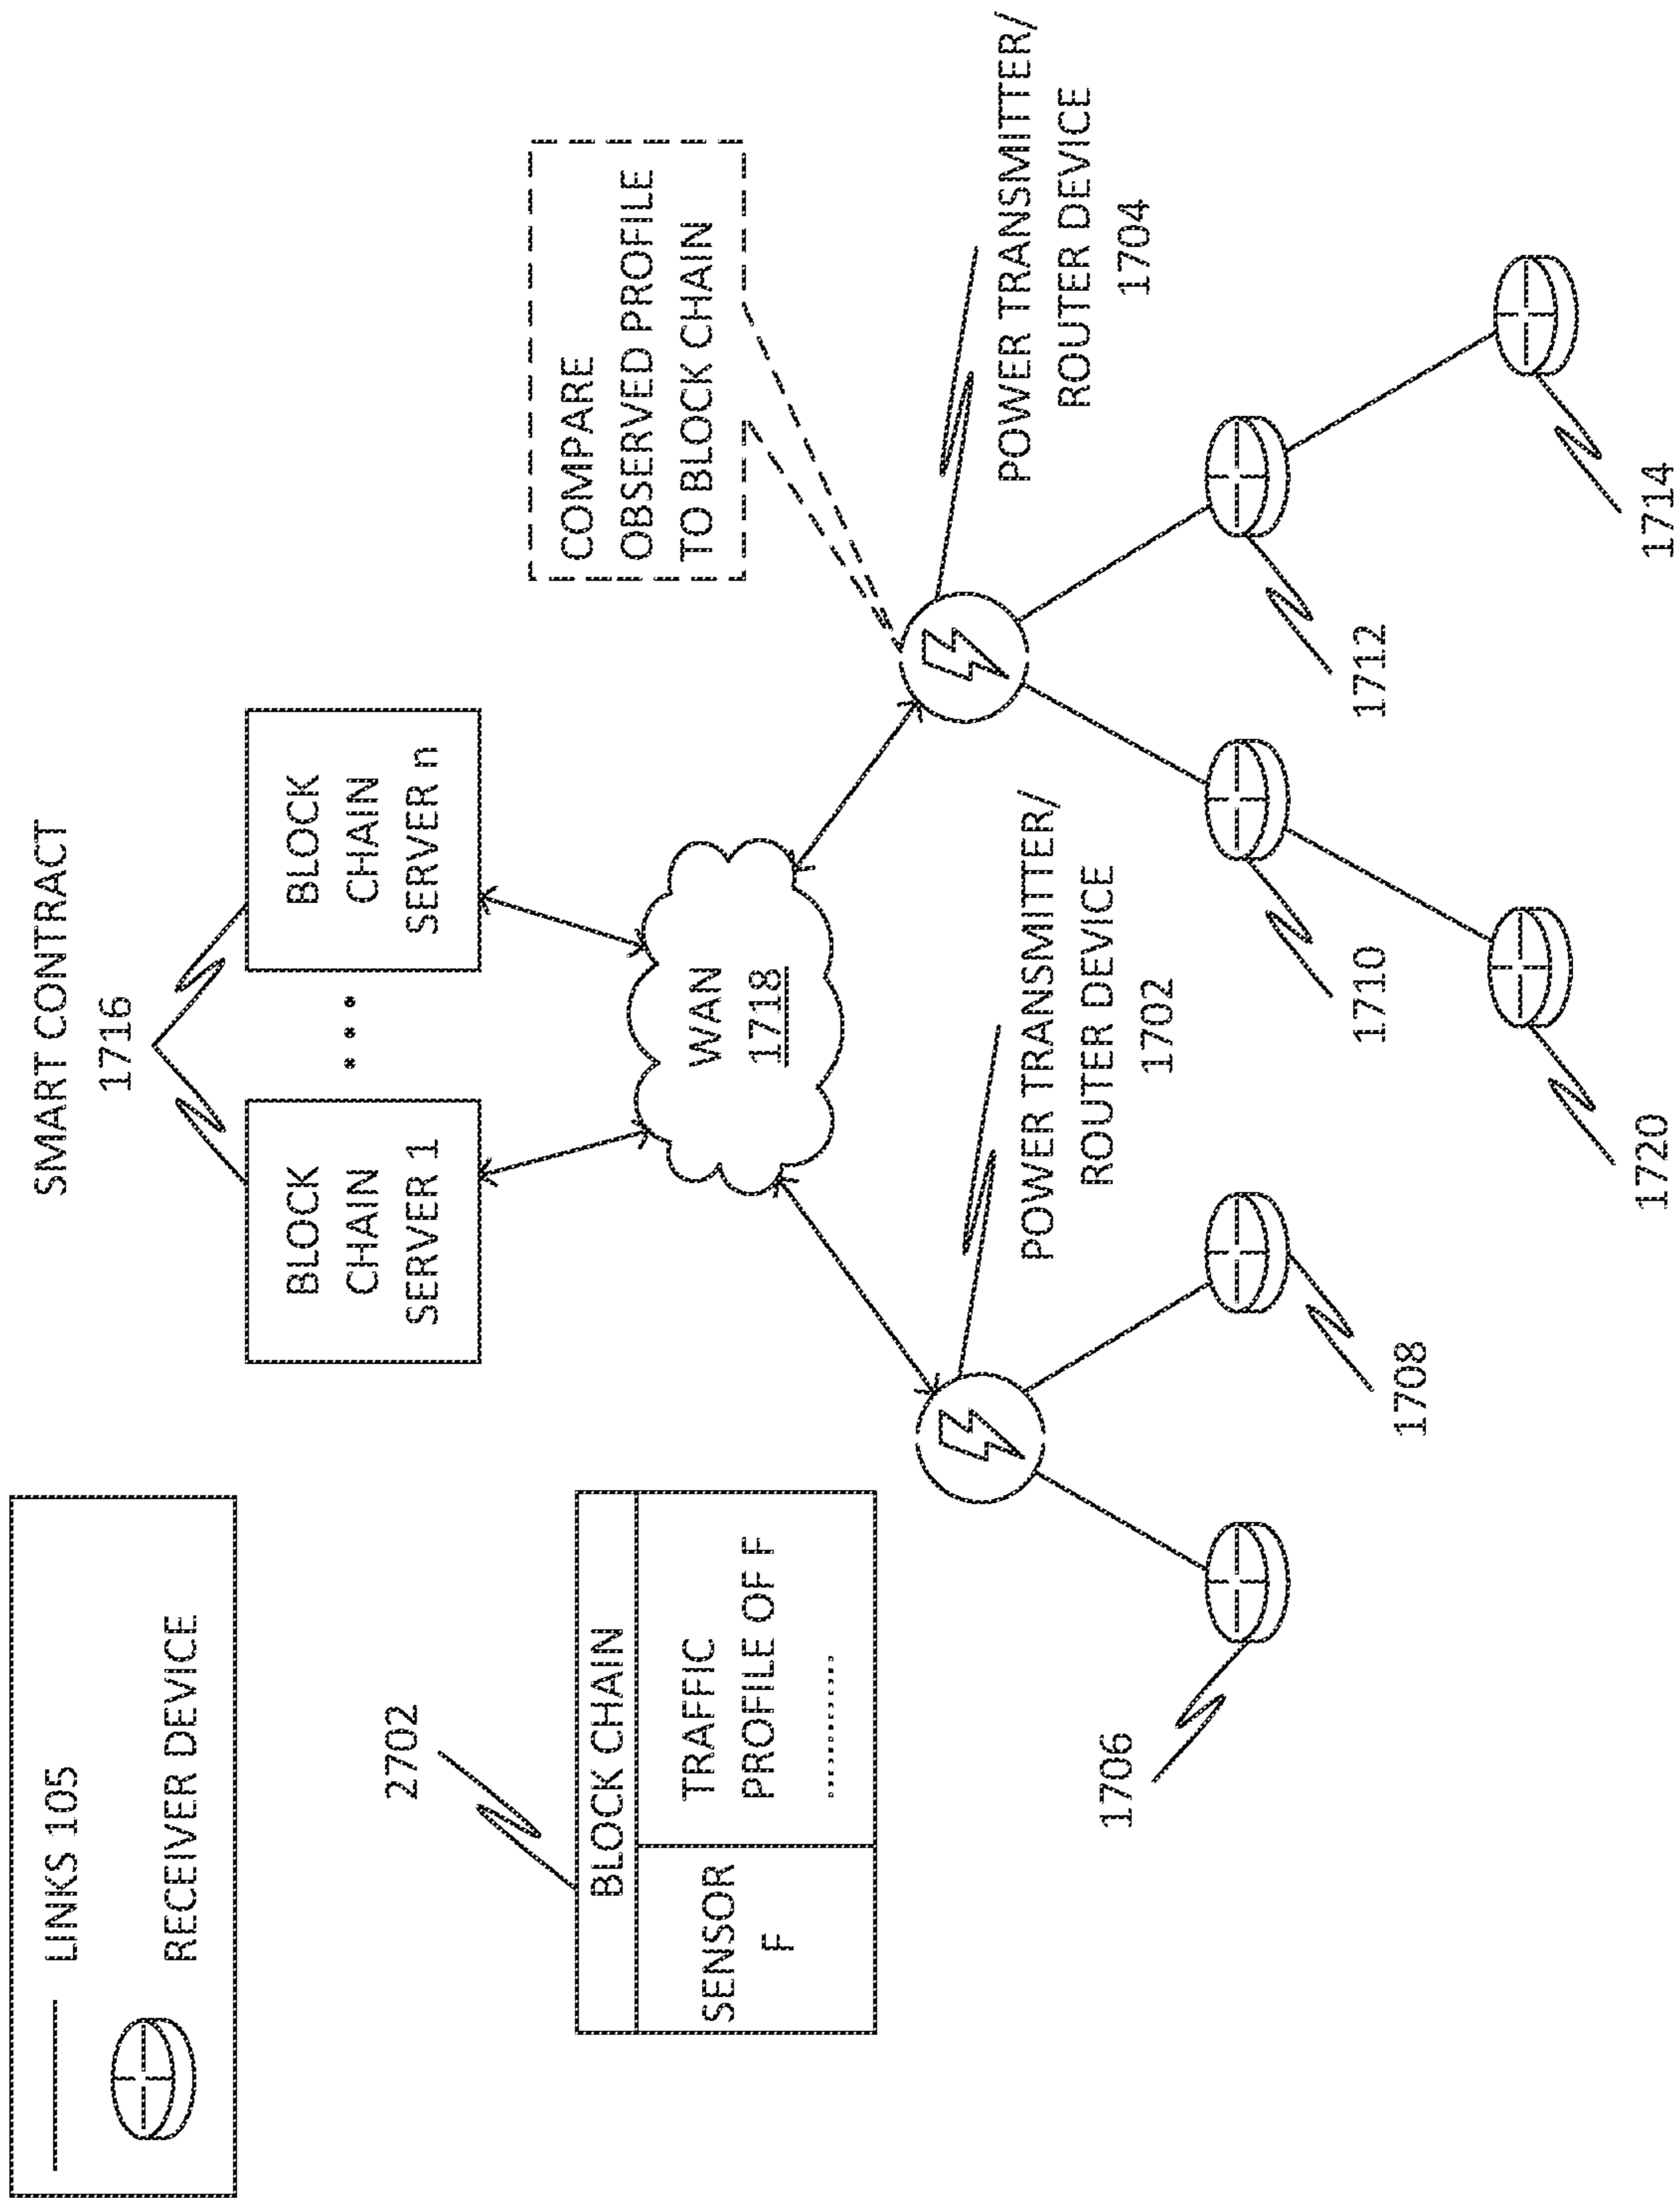 LINKS 105
RECEIVER DEVICE
SMART CONTRACT
1716
BLOCK
CHAIN
SERVER 1
BLOCK
CHAIN
SERVER n
2702
BLOCK CHAIN
SENSOR
F
TRAFFIC
PROFILE OF F
WAN
1718
COMPARE
OBSERVED PROFILE
TO BLOCK CHAIN
POWER TRANSMITTER/
ROUTER DEVICE
1702
POWER TRANSMITTER/
ROUTER DEVICE
1704
1706
1708
1710
1712
1720
1714